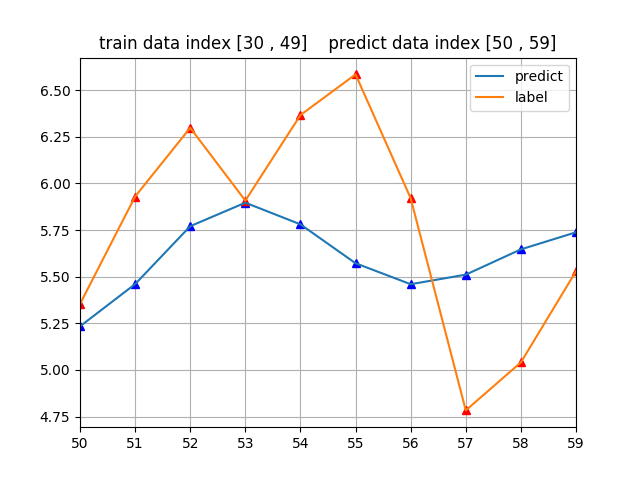 train data index [30 , 49]    predict data index [50 , 59]
predict
label
6.50
6.25
6.00
5.75
5.50
5.25
5.00
4.75
50 51 52 53 54 55 56 57 58 59